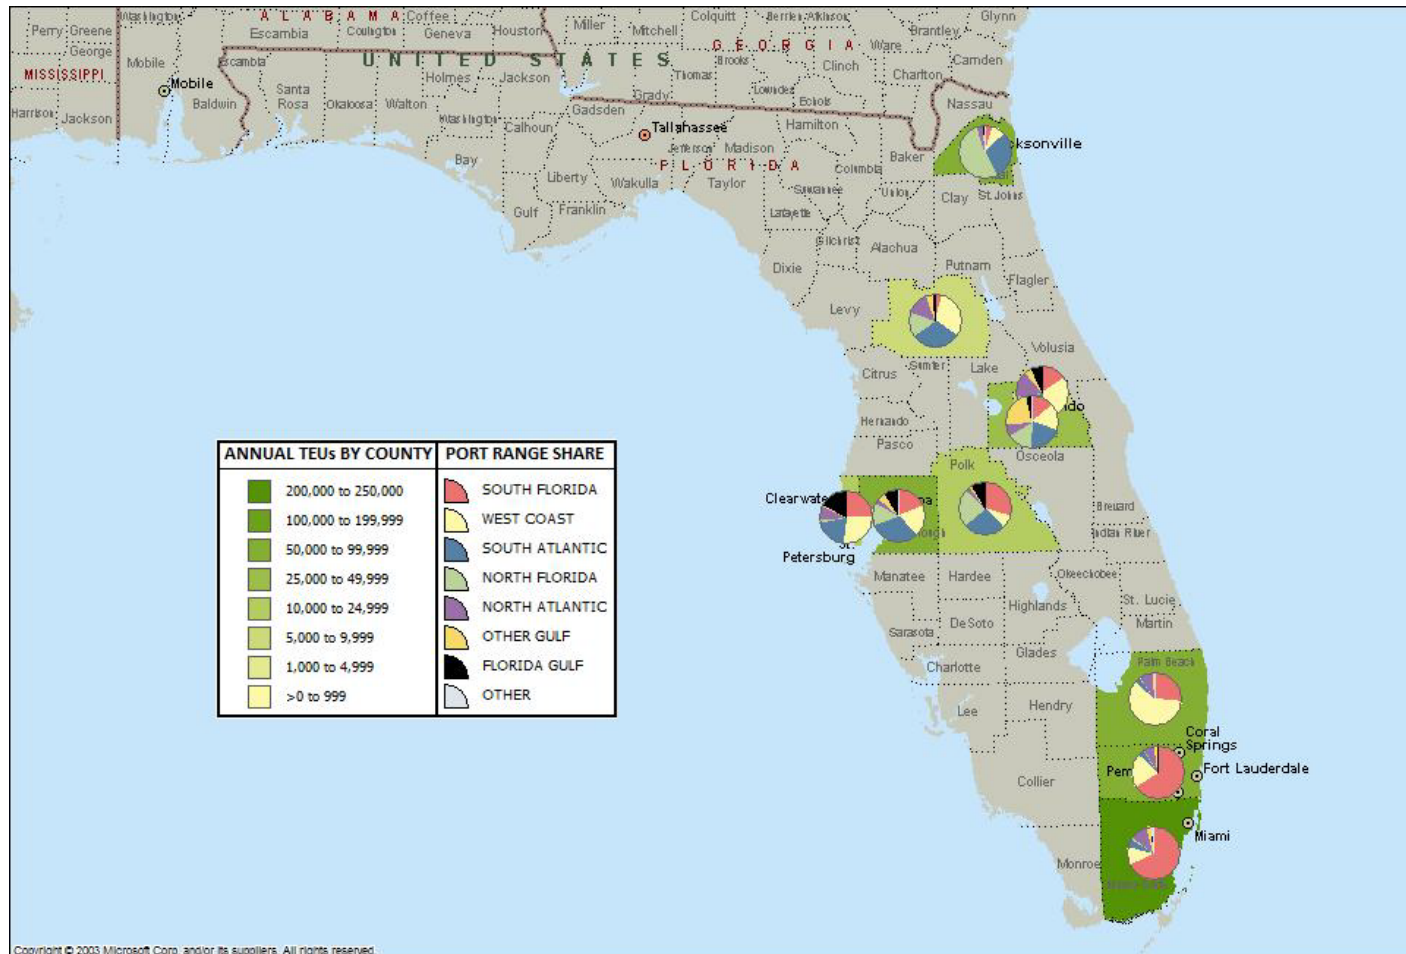 Washington
ALABAMA
Coffee
Colquitt
Berrien
Atkinson
Glynn
Perry
Greene
Escambia
Covington
Geneva
Houston
Miller
Mitchell
Brantley
George
Mobile
Escambia
UNITED STATES
GEORGIA
Ware
Brooks
Clinch
Camden
MISSISSIPPI
Mobile
Holmes
Jackson
Thomas
Charlton
Harrison
Jackson
Baldwin
Santa
Rosa
Okaloosa
Walton
Grady
Lowndes
Echols
Nassau
Washington
Calhoun
Gadsden
Tallahassee
Hamilton
ksonville
Jefferson
Madison
Bay
FLORIDA
Baker
Columbia
Liberty
Wakulla
Taylor
Suwannee
Union
Clay
St. Johns
Gulf
Franklin
Lafayette
Gilchrist
Alachua
Dixie
Putnam
Flagler
Levy
Volusia
Citrus
Sumter
Lake
do
Hernando
Pasco
Osceola
Polk
Clearwate
St.
Petersburg
Brevard
Indian River
Manatee
Hardee
Okeechobee
Highlands
St. Lucie
Sarasota
DeSoto
Martin
Glades
Palm Beach
Charlotte
Lee
Hendry
Coral
Springs
Pem
Fort Lauderdale
Collier
Miami
Monroe
ANNUAL TEUs BY COUNTY
200,000 to 250,000
100,000 to 199,999
50,000 to 99,999
25,000 to 49,999
10,000 to 24,999
5,000 to 9,999
1,000 to 4,999
>0 to 999
PORT RANGE SHARE
SOUTH FLORIDA
WEST COAST
SOUTH ATLANTIC
NORTH FLORIDA
NORTH ATLANTIC
OTHER GULF
FLORIDA GULF
OTHER
Copyright © 2003 Microsoft Corp. and/or its suppliers. All rights reserved.